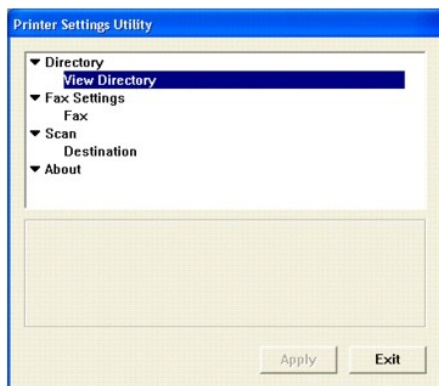 Printer Settings Utility
Directory
View Directory
Fax Settings
Fax
Scan
Destination
About
Apply Exit